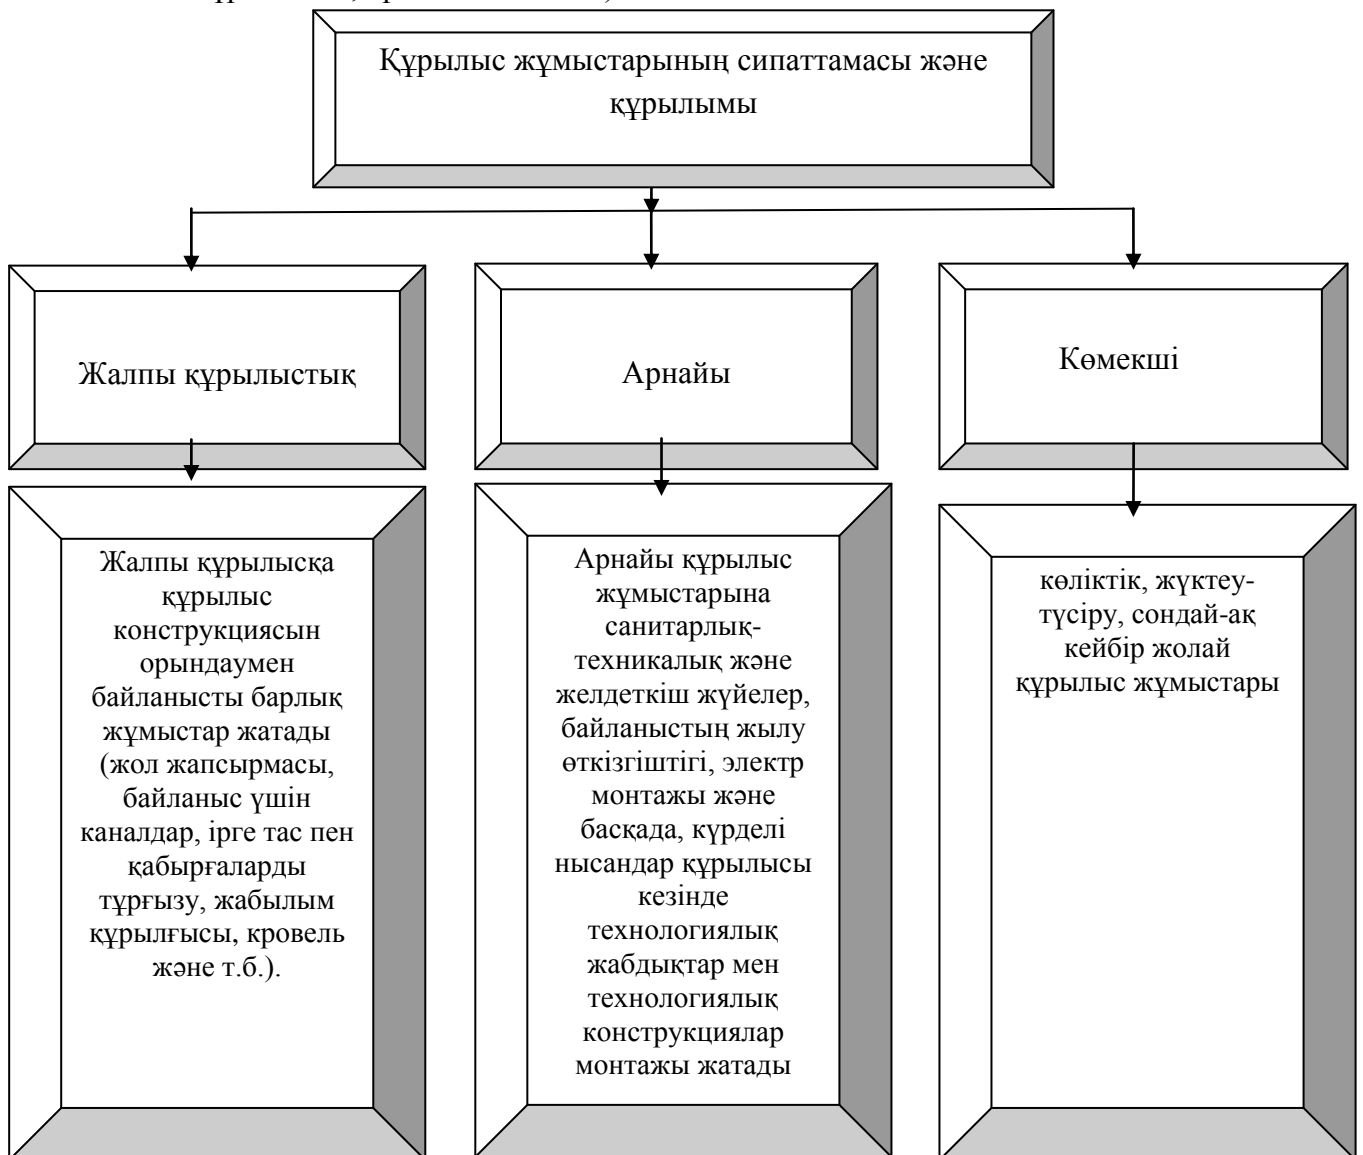 Құрылыс жұмыстарының сипаттамасы және
құрылымы
Жалпы құрылыстық
Арнайы
Көмекші
Жалпы құрылысқа
құрылыс
конструкциясын
орындаумен
байланысты барлық
жұмыстар жатады
(жол жапсырмасы,
байланыс үшін
каналдар, ірге тас пен
қабырғаларды
тұрғызу, жабылым
құрылғысы, кровель
және т.б.).
Арнайы құрылыс
жұмыстарына
санитарлық-
техникалық және
желдеткіш жүйелер,
байланыстың жылу
өткізгіштігі, электр
монтажы және
басқада, күрделі
нысандар құрылысы
кезінде
технологиялық
жабдықтар мен
технологиялық
конструкциялар
монтажы жатады
көліктік, жүктеу-
түсіру, сондай-ақ
кейбір жолай
құрылыс жұмыстары